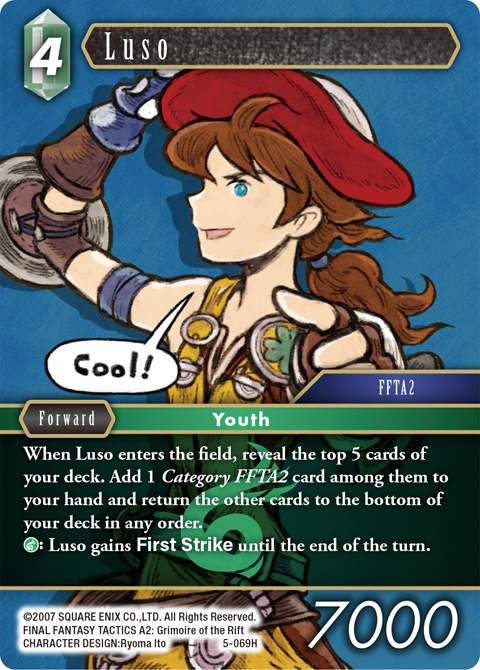 4
Luso
Cool!
FFTA2
Forward
Youth
When Luso enters the field, reveal the top 5 cards of
your deck. Add 1 Category FFTA2 card among them to
your hand and return the other cards to the bottom of
your deck in any order.
: Luso gains First Strike until the end of the turn.
©2007 SQUARE ENIX CO.,LTD. All Rights Reserved.
FINAL FANTASY TACTICS A2: Grimoire of the Rift
CHARACTER DESIGN:Ryoma Ito 5-069H
7000